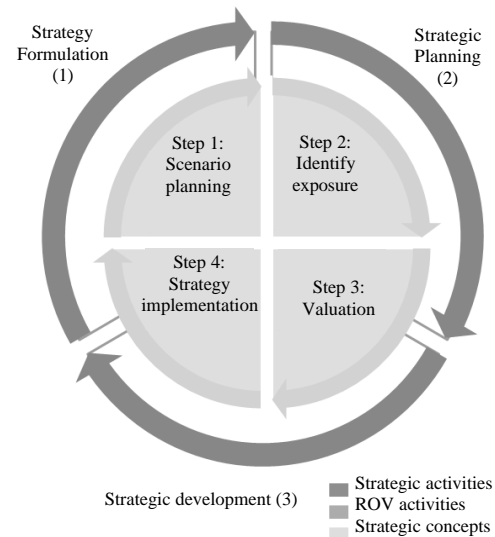 Strategy
Formulation
(1)
Strategic
Planning
(2)
Step 1:
Scenario
planning
Step 2:
Identify
exposure
Step 4:
Strategy
implementation
Step 3:
Valuation
Strategic development (3)
Strategic activities
ROV activities
Strategic concepts